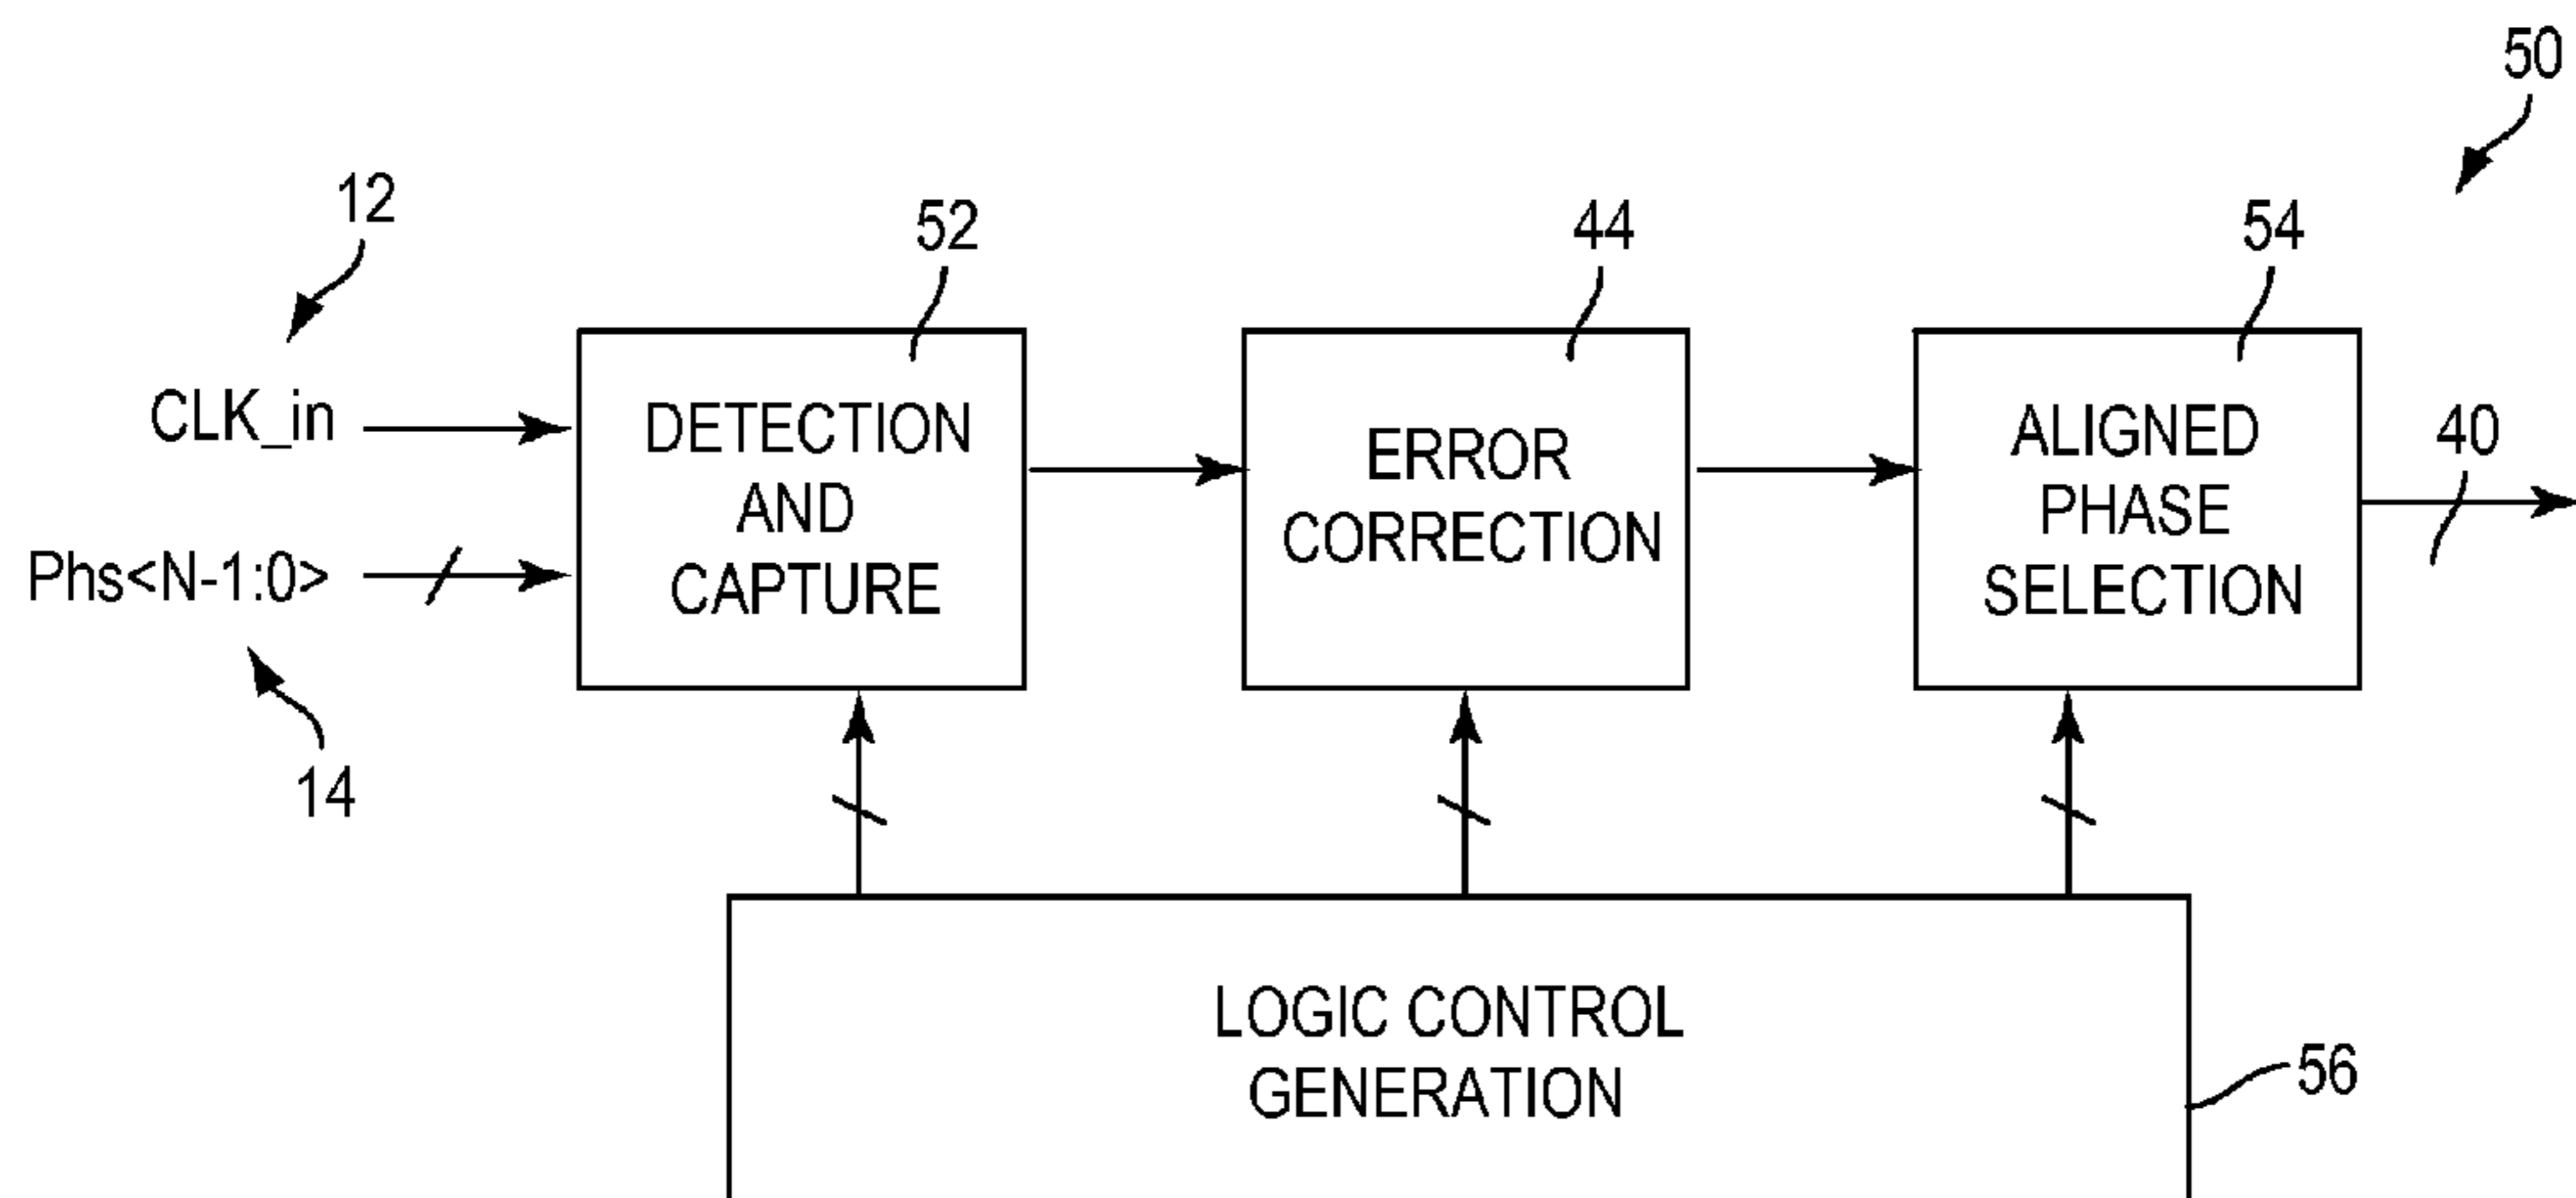 50
12
52
44
54
CLK_in
DETECTION
AND
CAPTURE
ERROR
CORRECTION
ALIGNED
PHASE
SELECTION
40
Phs<N-1:0>
14
LOGIC CONTROL
GENERATION
56